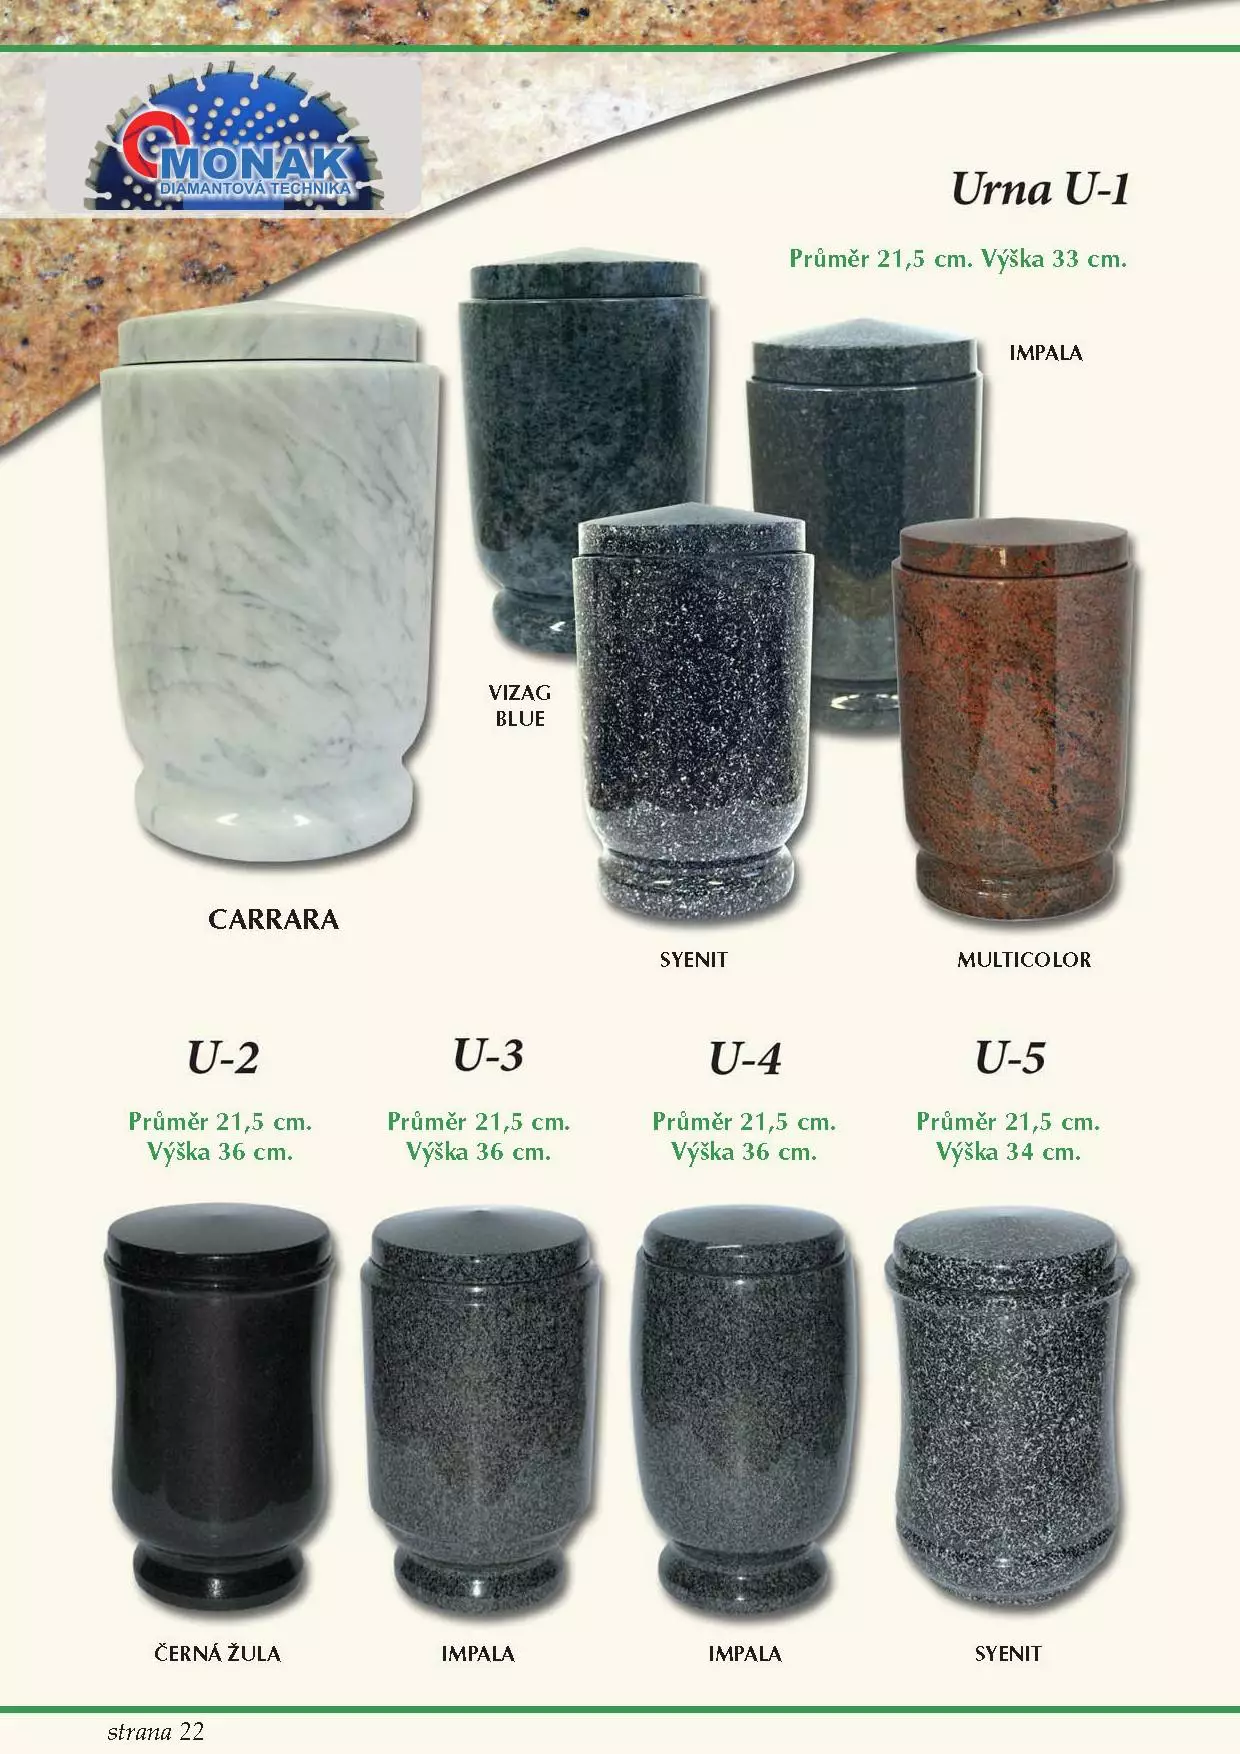 MONAK
DIAMANTOVÁ TECHNIKA
Urna U-1
Průměr 21,5 cm. Výška 33 cm.
IMPALA
VIZAG
BLUE
CARRARA
SYENIT
MULTICOLOR
U-2
U-3
U-4
U-5
Průměr 21,5 cm.
Výška 36 cm.
Průměr 21,5 cm.
Výška 36 cm.
Průměr 21,5 cm.
Výška 36 cm.
Průměr 21,5 cm.
Výška 34 cm.
ČERNÁ ŽULA
IMPALA
IMPALA
SYENIT
strana 22